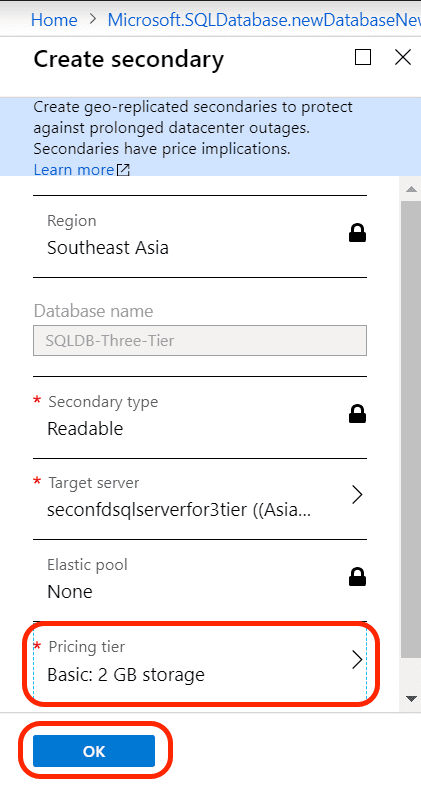 Home > Microsoft.SQLDatabase.newDatabaseNew
Create secondary
Create geo-replicated secondaries to protect
against prolonged datacenter outages.
Secondaries have price implications.
Learn more
Region
Southeast Asia
Database name
SQLDB-Three-Tier
* Secondary type
Readable
* Target server
seconfdsqlserverfor3tier ((Asia...
Elastic pool
None
* Pricing tier
Basic: 2 GB storage
OK